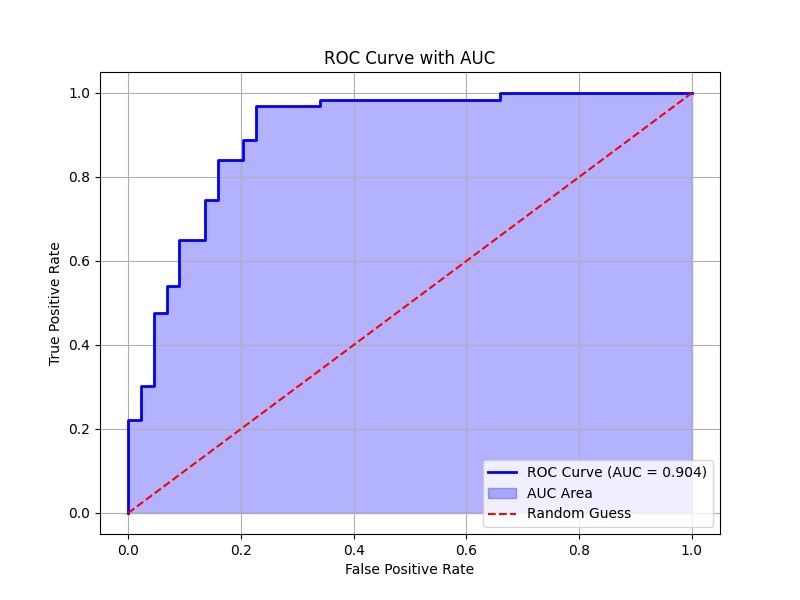 ROC Curve with AUC
True Positive Rate
1.0
0.8
0.6
0.4
0.2
0.0
0.0 0.2 0.4 0.6 0.8 1.0
False Positive Rate
ROC Curve (AUC = 0.904)
AUC Area
Random Guess